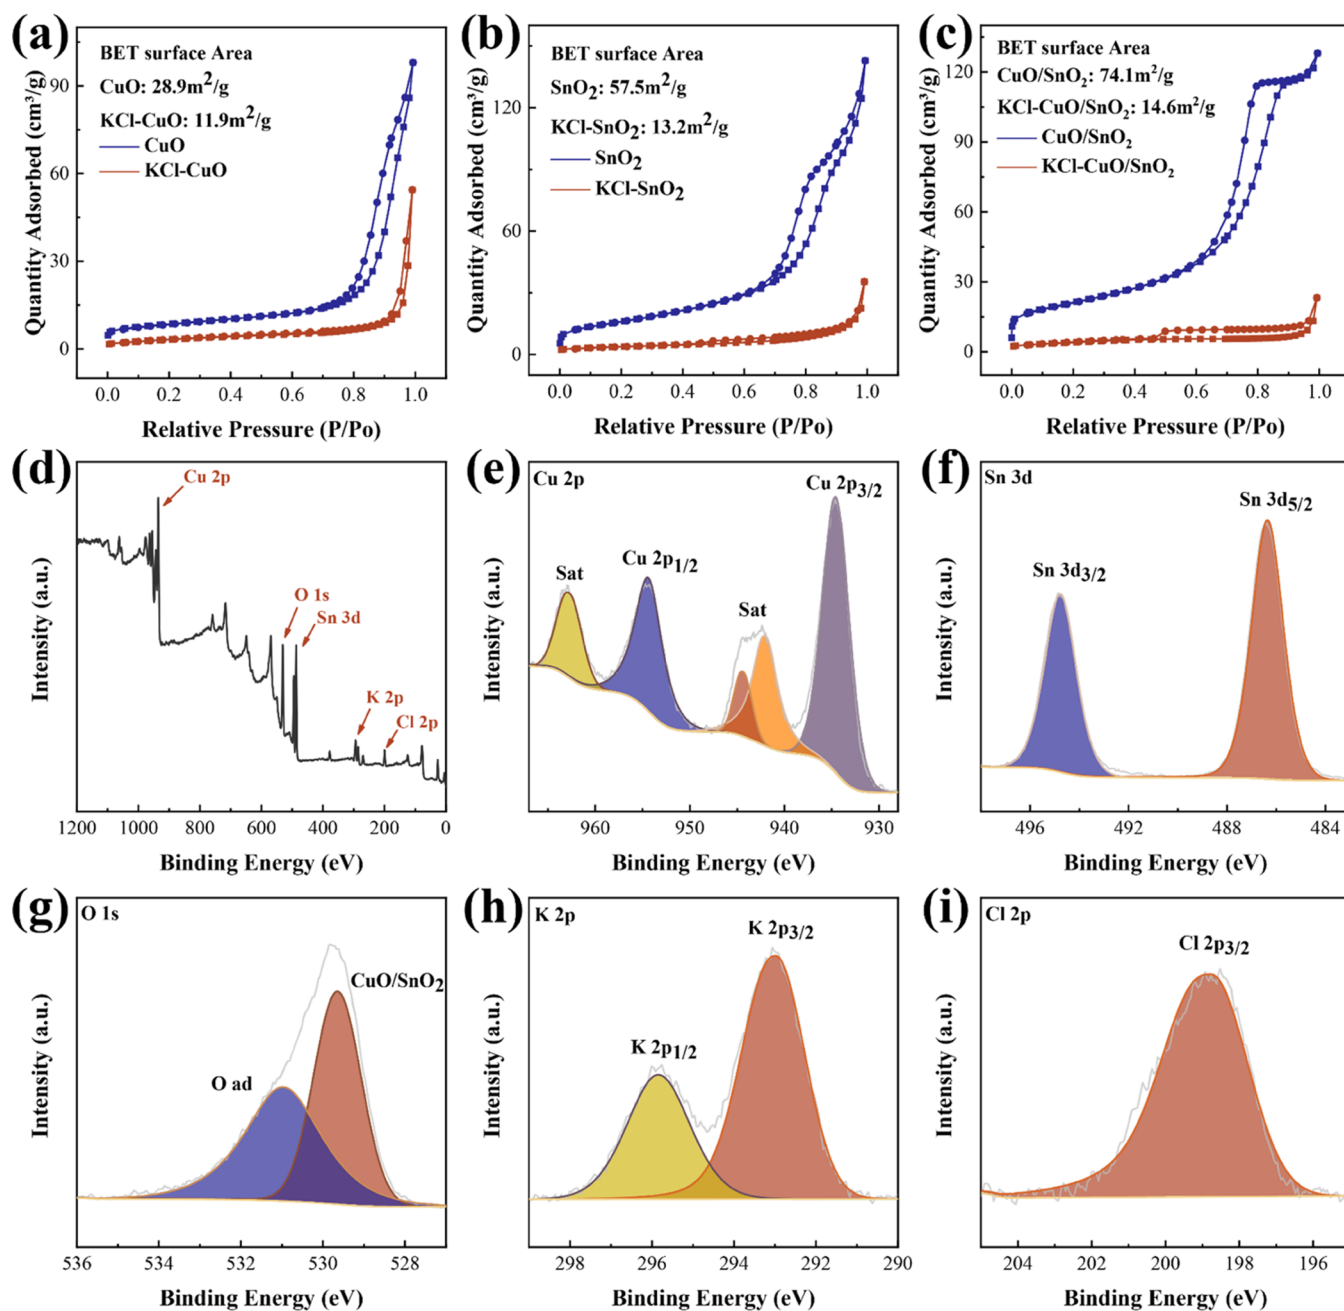 (a)
BET surface Area
CuO: 28.9m²/g
KCl-CuO: 11.9m²/g
CuO
KCl-CuO
Quantity Adsorbed (cm³/g)
90
60
30
0
0.0 0.2 0.4 0.6 0.8 1.0
Relative Pressure (P/Po)
(b)
BET surface Area
SnO₂: 57.5m²/g
KCl-SnO₂: 13.2m²/g
SnO₂
KCl-SnO₂
Quantity Adsorbed (cm³/g)
120
60
0
0.0 0.2 0.4 0.6 0.8 1.0
Relative Pressure (P/Po)
(c)
BET surface Area
CuO/SnO₂: 74.1m²/g
KCl-CuO/SnO₂: 14.6m²/g
CuO/SnO₂
KCl-CuO/SnO₂
Quantity Adsorbed (cm³/g)
120
90
60
30
0
0.0 0.2 0.4 0.6 0.8 1.0
Relative Pressure (P/Po)
(d)
Cu 2p
O 1s
Sn 3d
K 2p
Cl 2p
Intensity (a.u.)
1200 1000 800 600 400 200 0
Binding Energy (eV)
(e)
Cu 2p
Cu 2p3/2
Cu 2p1/2
Sat
Sat
Intensity (a.u.)
960 950 940 930
Binding Energy (eV)
(f)
Sn 3d
Sn 3d5/2
Sn 3d3/2
Intensity (a.u.)
496 492 488 484
Binding Energy (eV)
(g)
O 1s
CuO/SnO₂
O ad
Intensity (a.u.)
536 534 532 530 528
Binding Energy (eV)
(h)
K 2p
K 2p3/2
K 2p1/2
Intensity (a.u.)
298 296 294 292 290
Binding Energy (eV)
(i)
Cl 2p
Cl 2p3/2
Intensity (a.u.)
204 202 200 198 196
Binding Energy (eV)